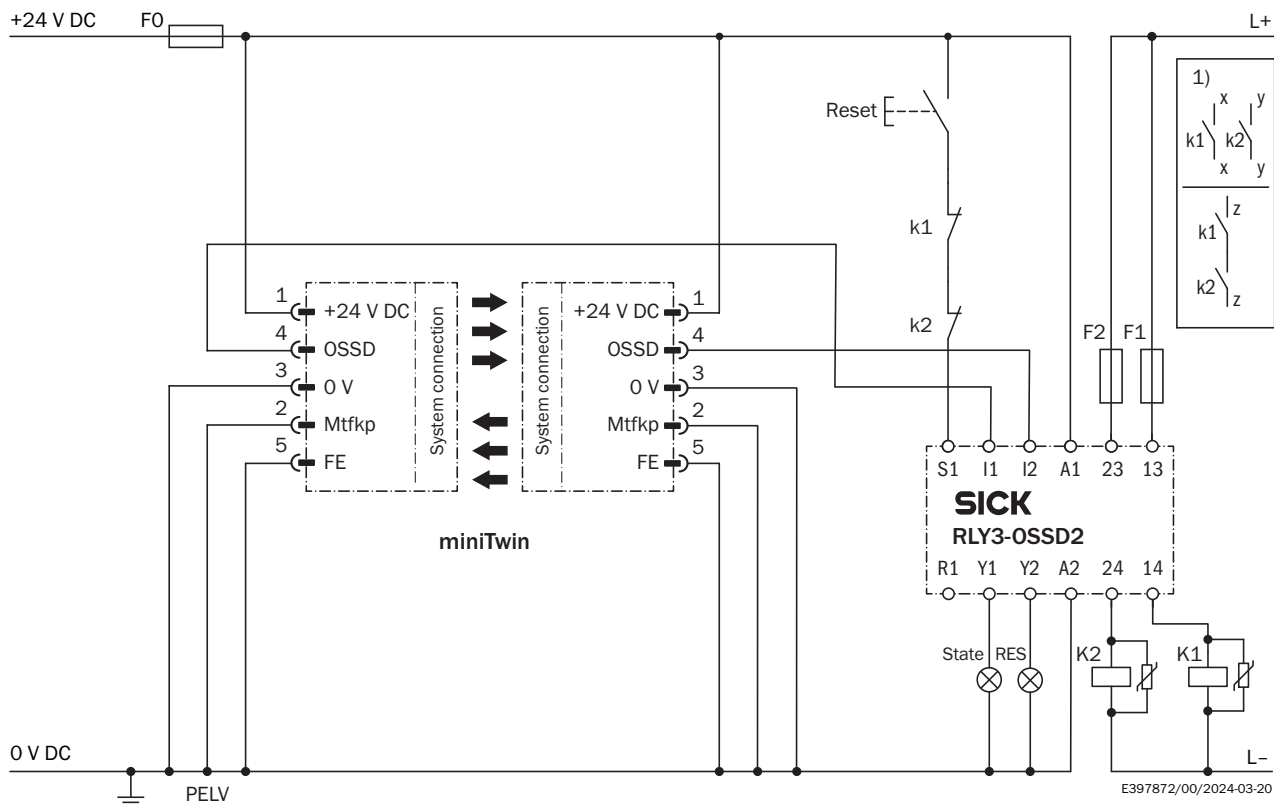 +24 V DC F0 L+
1)
x y
Reset
k1 k2
x y
k1 z
k1
k2 z
k2
F2 F1
1 +24 V DC System connection System connection +24 V DC 1
4 OSSD OSSD 4
3 0 V 0 V 3
2 Mtfkp Mtfkp 2
5 FE FE 5
miniTwin
S1 I1 I2 A1 23 13
SICK
RLY3-OSSD2
R1 Y1 Y2 A2 24 14
State RES K2 K1
0 V DC L–
PELV
E397872/00/2024-03-20